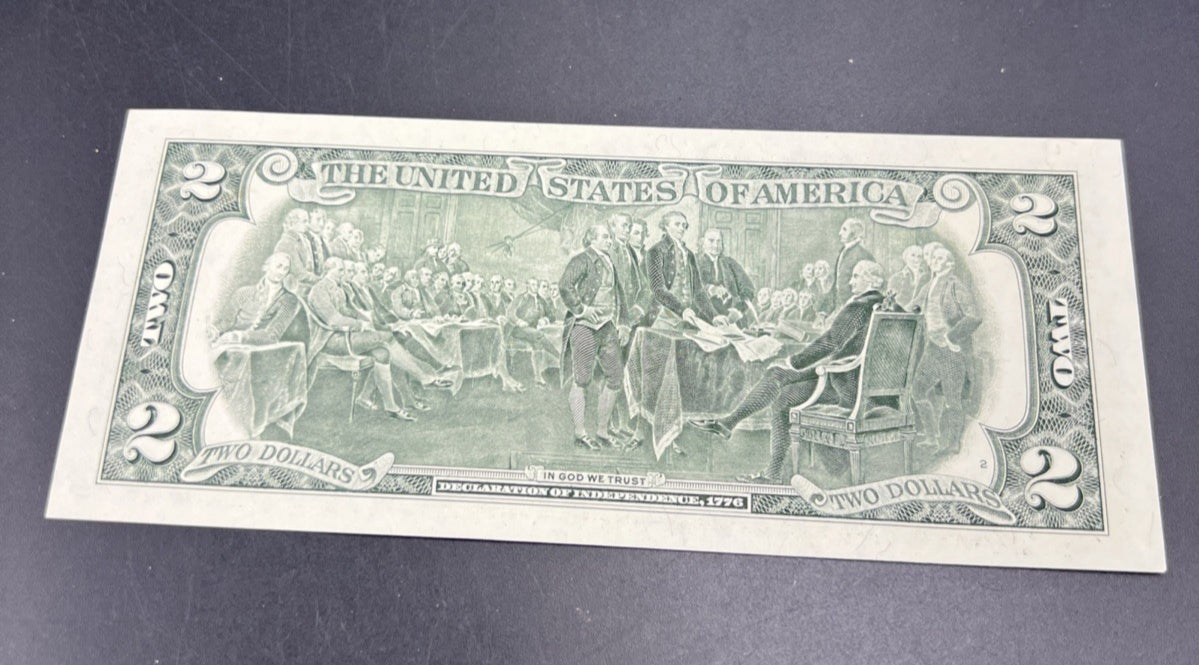 2
THE UNITED STATES OF AMERICA
2
TWO
TWO
2
TWO DOLLARS
IN GOD WE TRUST
DECLARATION OF INDEPENDENCE, 1776
2
TWO DOLLARS
2